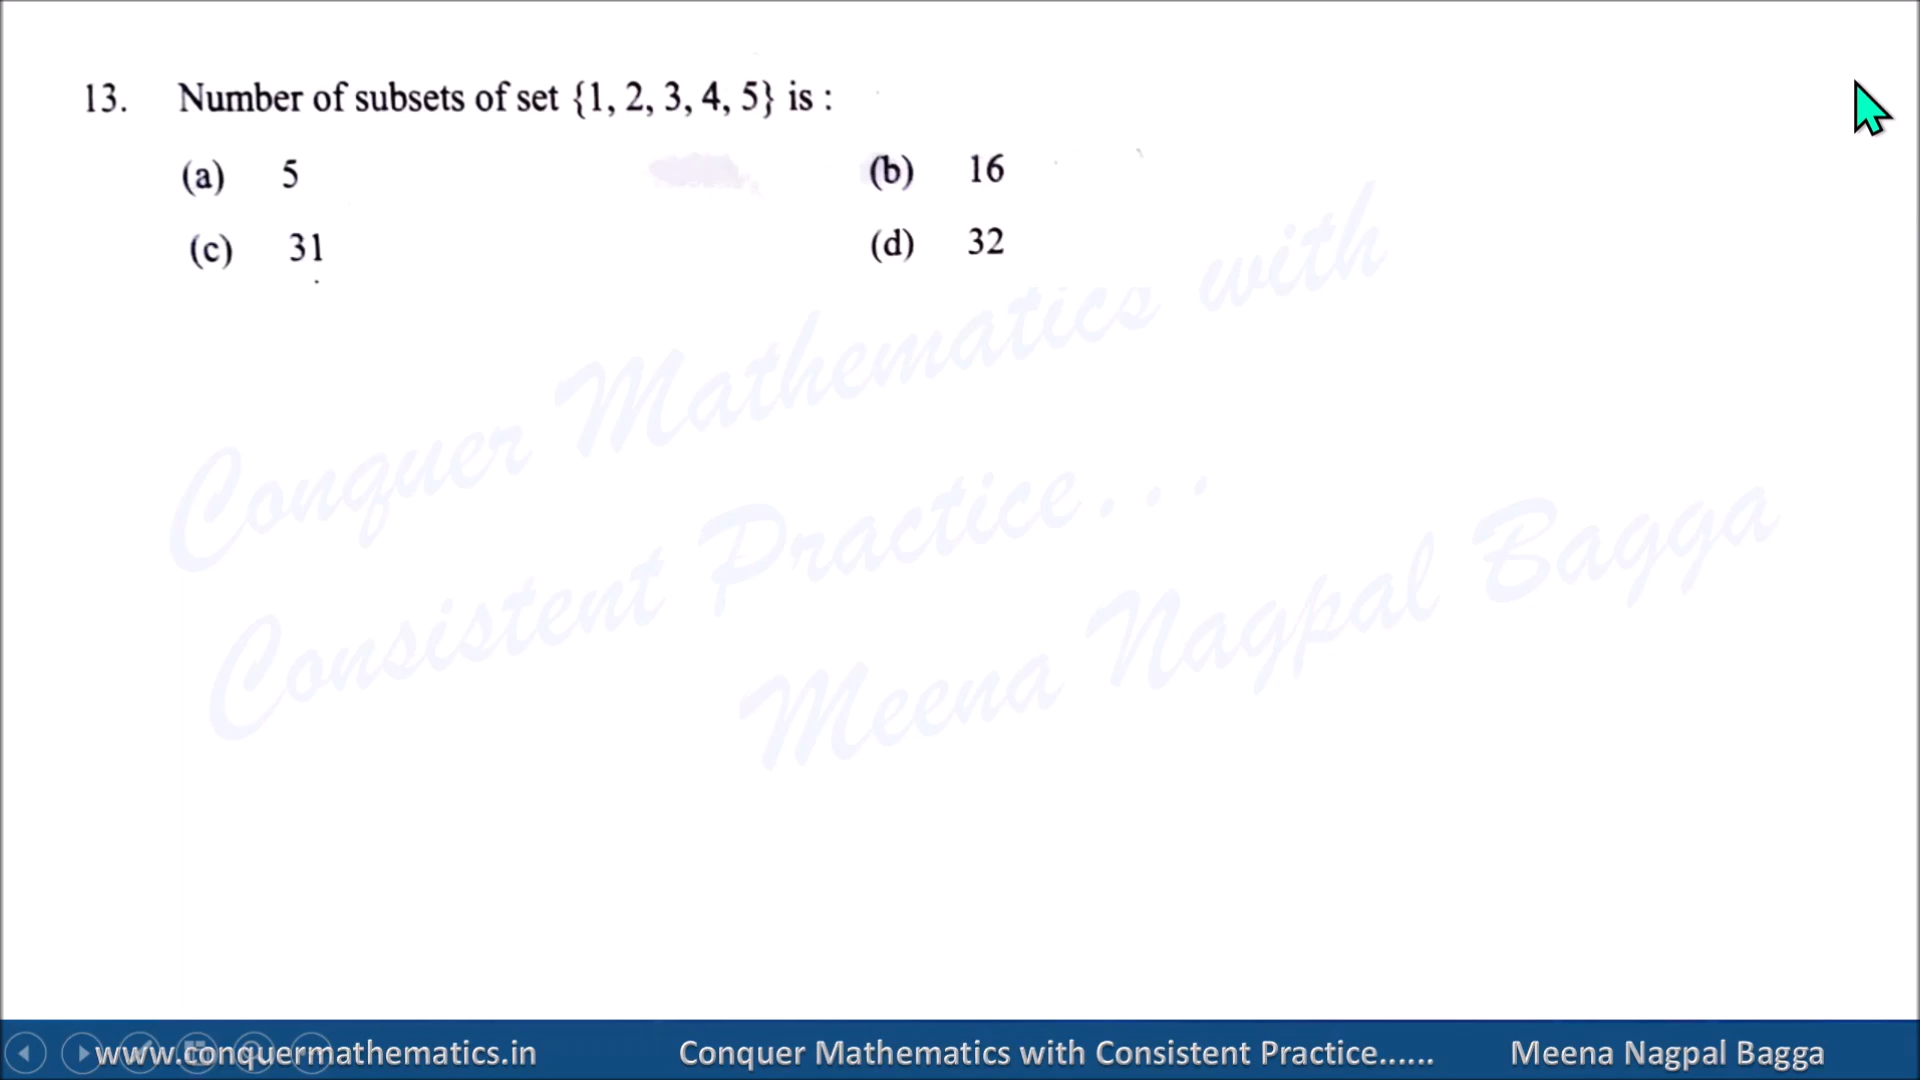 13. Number of subsets of set {1, 2, 3, 4, 5} is :
(a) 5 (b) 16
(c) 31 (d) 32
Conquer Mathematics with
Consistent Practice...
Meena Nagpal Bagga
www.conquermathematics.in Conquer Mathematics with Consistent Practice...... Meena Nagpal Bagga